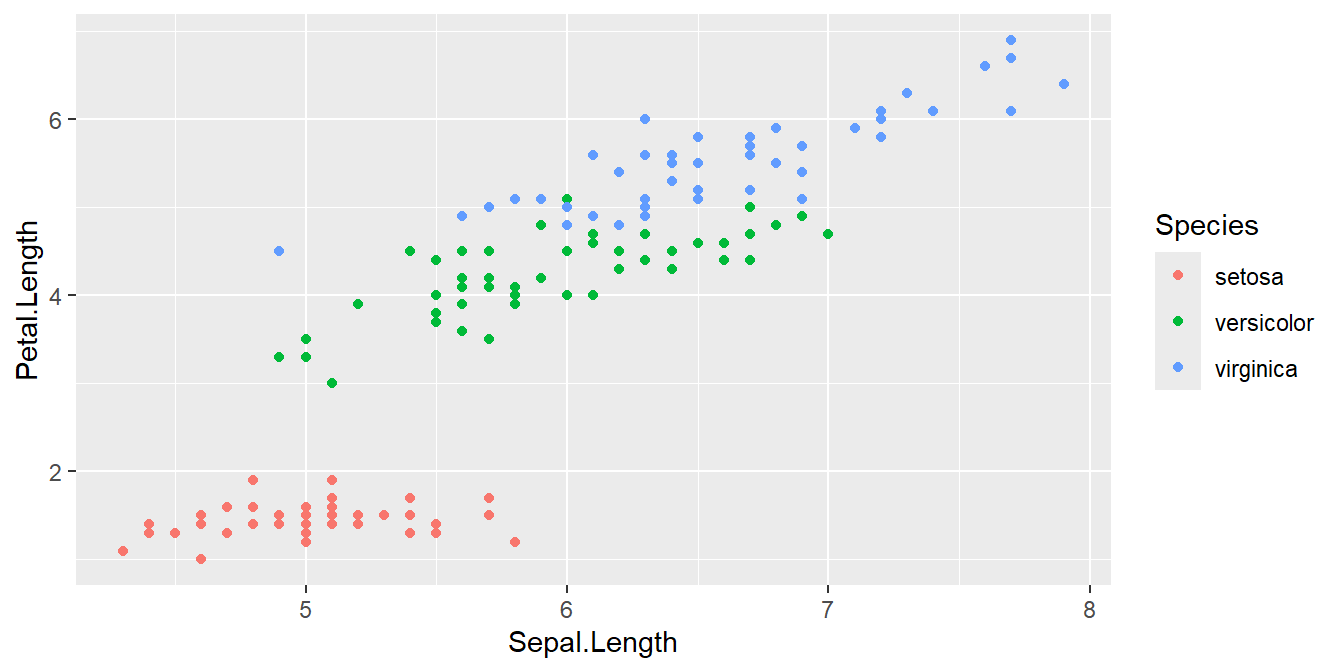 6
4
2
Petal.Length
5 6 7 8
Sepal.Length
Species
setosa
versicolor
virginica